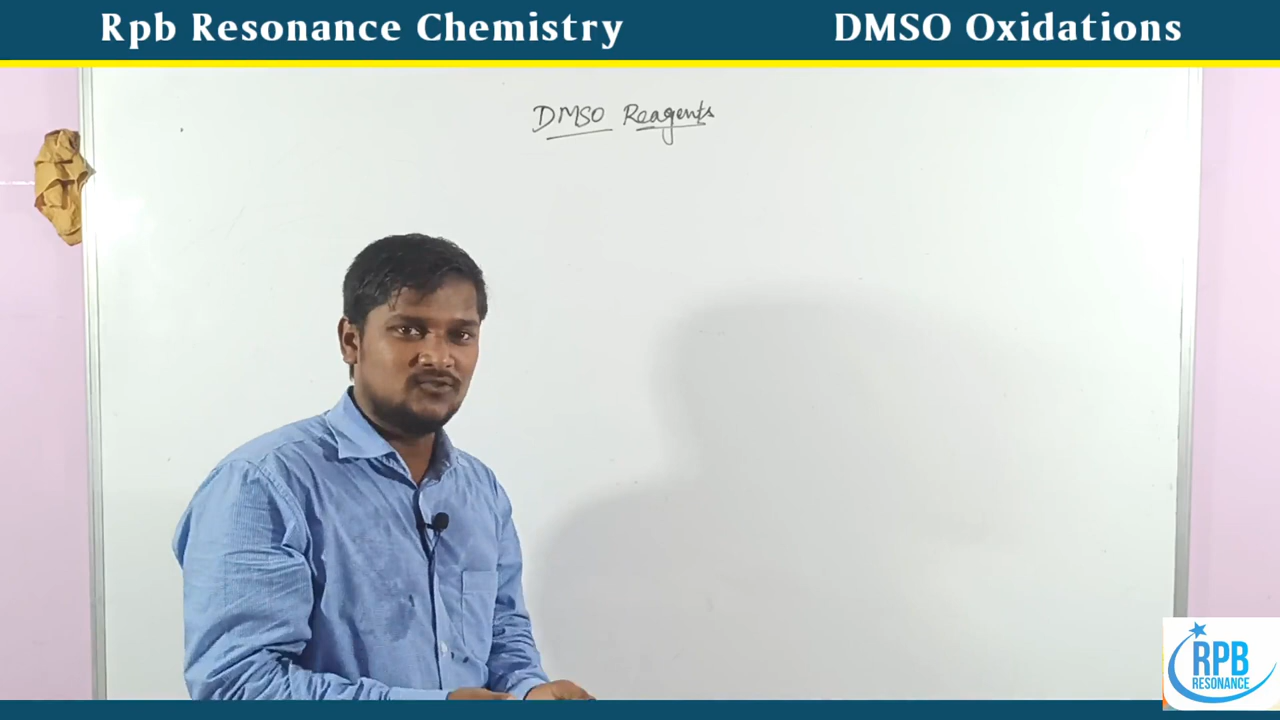 Rpb Resonance Chemistry
DMSO Oxidations
DMSO Reagents
RPB
RESONANCE